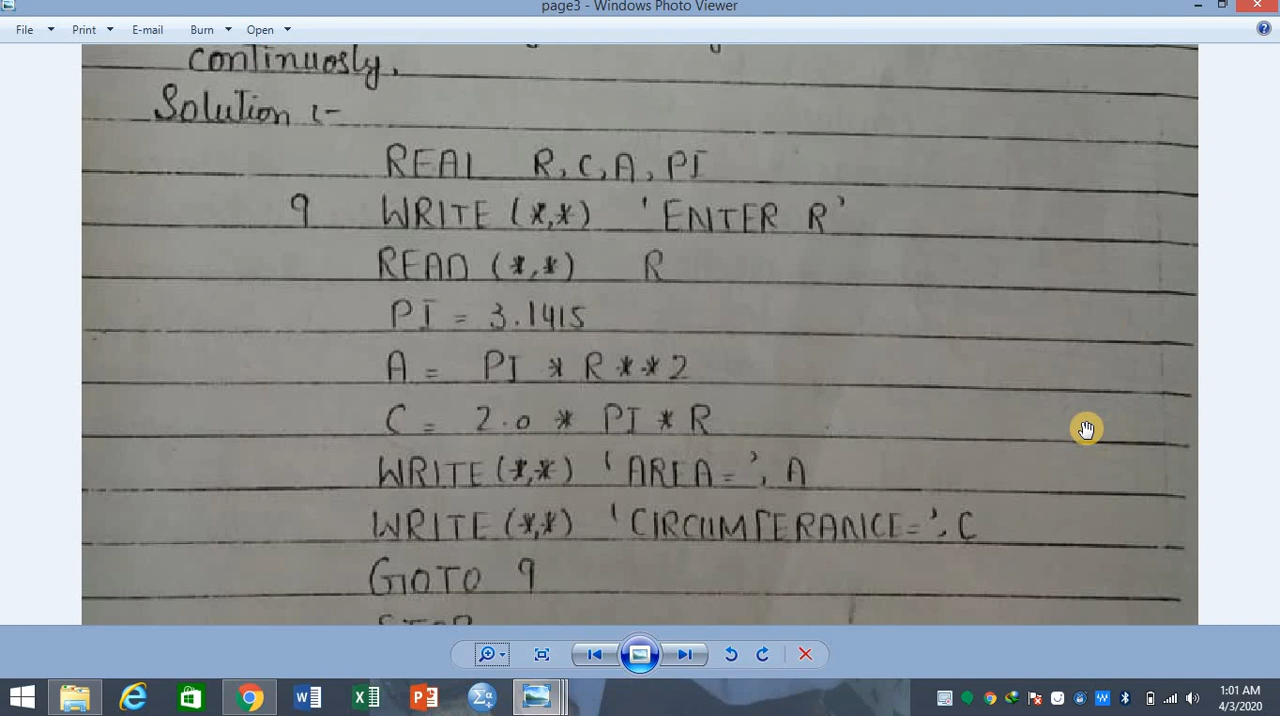 page3 - Windows Photo Viewer
File Print E-mail Burn Open
continuosly.
Solution :-
REAL R, C, A, PI
9 WRITE (*,*) 'ENTER R'
READ (*,*) R
PI = 3.1415
A = PI * R**2
C = 2.0 * PI * R
WRITE (*,*) 'AREA=', A
WRITE (*,*) 'CIRCUMFERANCE=', C
GOTO 9
STOP
1:01 AM
4/3/2020